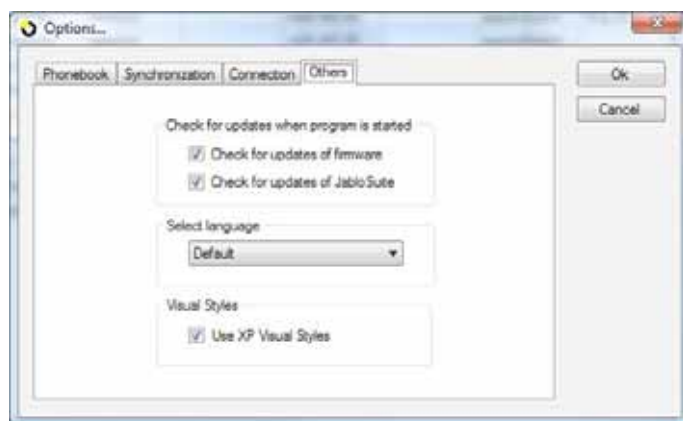 Options...
Phonebook Synchronization Connection Others
Ok
Cancel
Check for updates when program is started
Check for updates of firmware
Check for updates of JabloSuite
Select language
Default
Visual Styles
Use XP Visual Styles